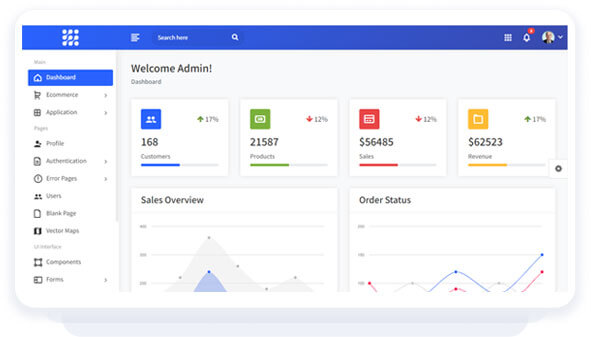 Search here
8
Main
Dashboard
Ecommerce
Application
Pages
Profile
Authentication
Error Pages
Users
Blank Page
Vector Maps
UI Interface
Components
Forms
Welcome Admin!
Dashboard
17%
168
Customers
12%
21587
Products
12%
$56485
Sales
17%
$62523
Revenue
Sales Overview
400
300
200
Order Status
200
150
100